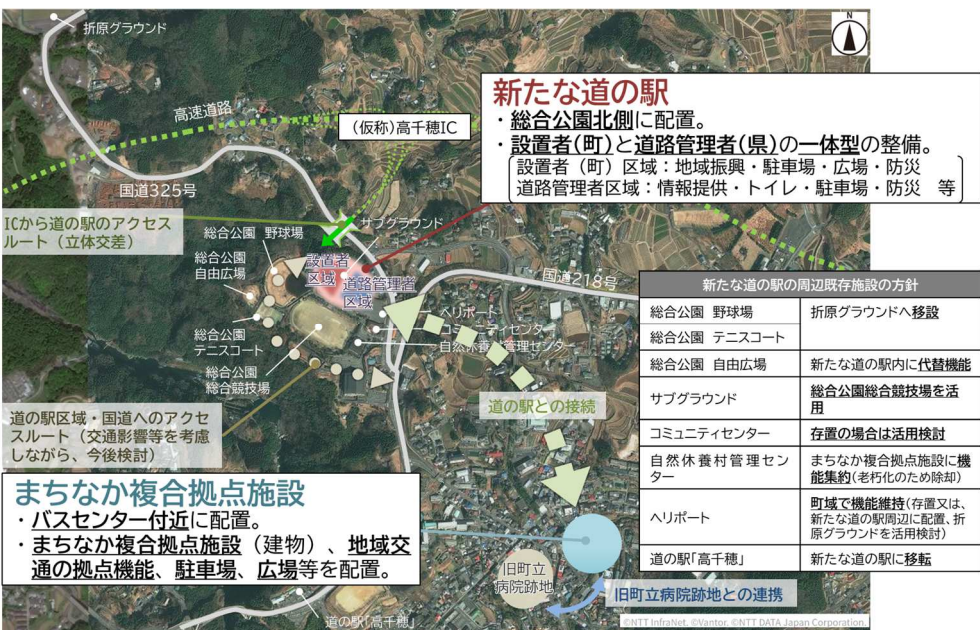 折原グラウンド
N
高速道路
(仮称)高千穂IC
国道325号
新たな道の駅
・総合公園北側に配置。
・設置者(町)と道路管理者(県)の一体型の整備。
設置者(町)区域:地域振興・駐車場・広場・防災
道路管理者区域:情報提供・トイレ・駐車場・防災 等
ICから道の駅のアクセス
ルート(立体交差)
サブグラウンド
総合公園 野球場
総合公園
自由広場
設置者
区域
道路管理者
区域
国道218号
ヘリポート
コミュニティセンター
自然休養村管理センター
総合公園
テニスコート
総合公園
総合競技場
道の駅区域・国道へのアクセ
スルート(交通影響等を考慮
しながら、今後検討)
道の駅との接続
新たな道の駅の周辺既存施設の方針
総合公園 野球場
折原グラウンドへ移設
総合公園 テニスコート
総合公園 自由広場
新たな道の駅内に代替機能
サブグラウンド
総合公園総合競技場を活
用
コミュニティセンター
存置の場合は活用検討
自然休養村管理セン
ター
まちなか複合拠点施設に機
能集約(老朽化のため除却)
ヘリポート
町域で機能維持(存置又は、
新たな道の駅周辺に配置、折
原グラウンドを活用検討)
道の駅「高千穂」
新たな道の駅に移転
まちなか複合拠点施設
・バスセンター付近に配置。
・まちなか複合拠点施設(建物)、地域交
通の拠点機能、駐車場、広場等を配置。
旧町立
病院跡地
旧町立病院跡地との連携
道の駅「高千穂」
©NTT InfraNet. ©Vantor. ©NTT DATA Japan Corporation.